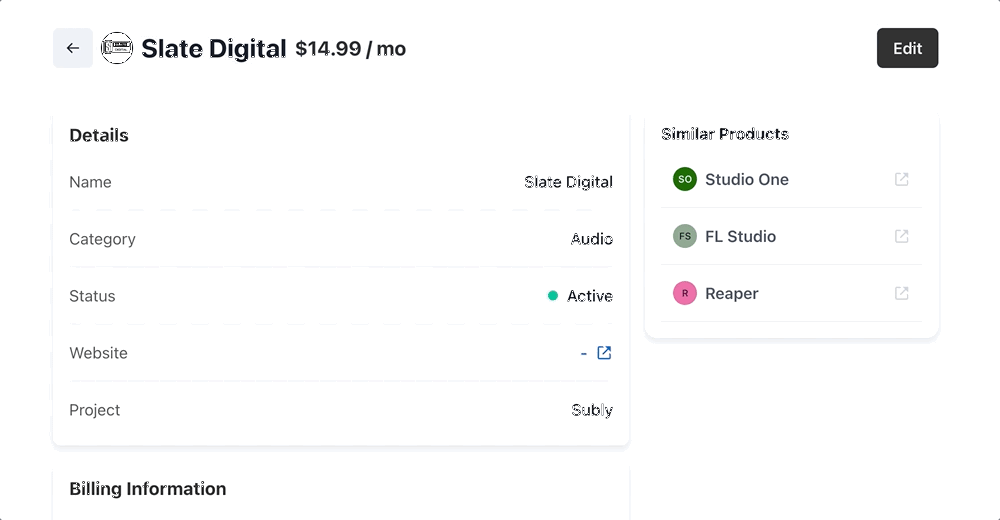 Slate Digital $14.99 / mo
Edit
Details
Name Slate Digital
Category Audio
Status Active
Website -
Project Subly
Billing Information
Similar Products
SO Studio One
FS FL Studio
R Reaper